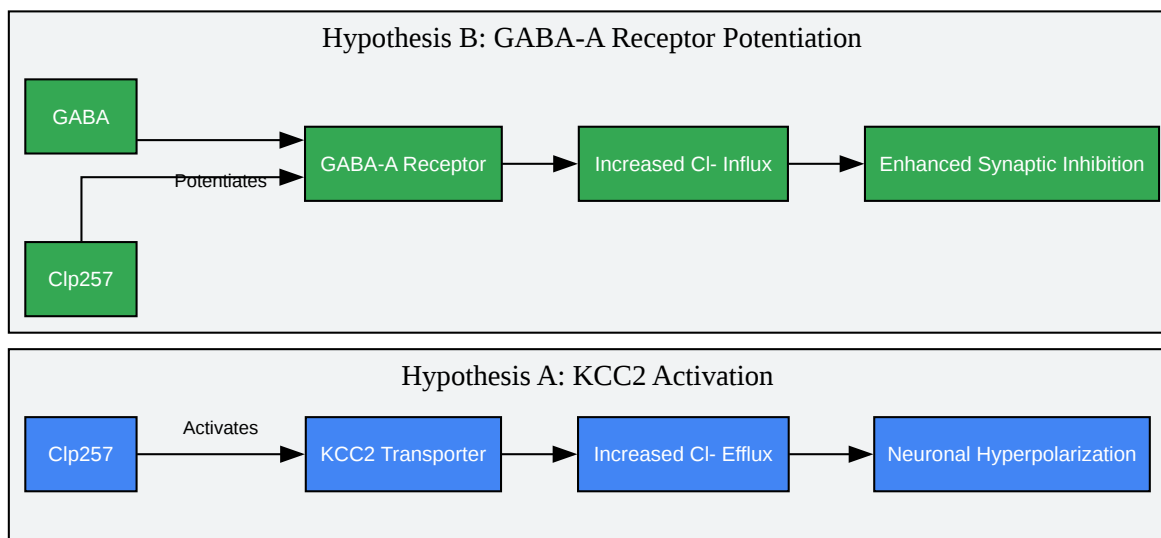 Hypothesis B: GABA-A Receptor Potentiation
GABA
GABA-A Receptor
Increased Cl- Influx
Enhanced Synaptic Inhibition
Potentiates
Clp257
Hypothesis A: KCC2 Activation
Clp257
Activates
KCC2 Transporter
Increased Cl- Efflux
Neuronal Hyperpolarization